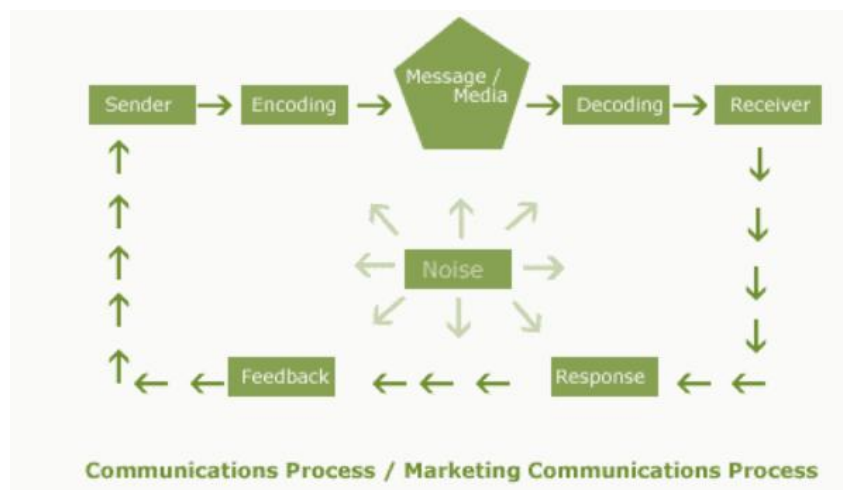 Message /
Media
Sender
Encoding
Decoding
Receiver
Noise
Feedback
Response
Communications Process / Marketing Communications Process